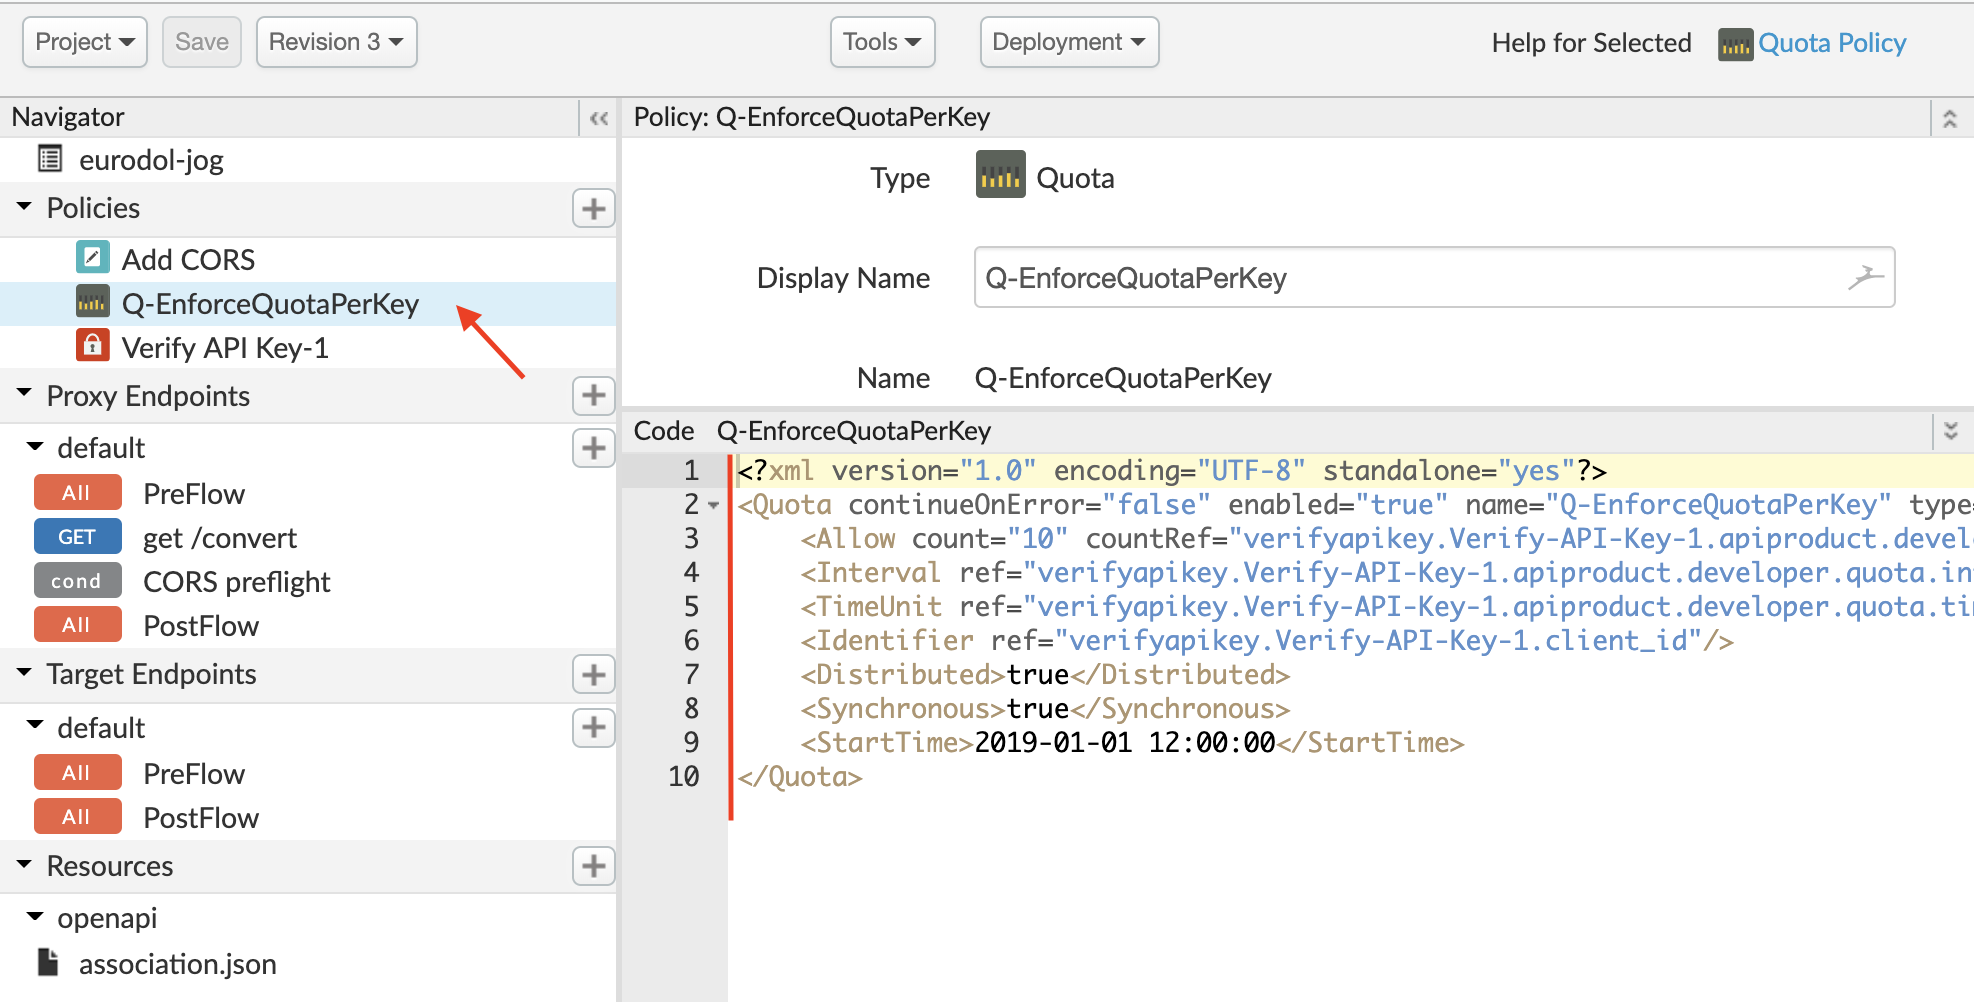 Project
Save
Revision 3
Tools
Deployment
Help for Selected
Quota Policy
Navigator
eurodol-jog
Policies
Add CORS
Q-EnforceQuotaPerKey
Verify API Key-1
Proxy Endpoints
default
All PreFlow
GET get /convert
cond CORS preflight
All PostFlow
Target Endpoints
default
All PreFlow
All PostFlow
Resources
openapi
association.json
Policy: Q-EnforceQuotaPerKey
Type Quota
Display Name Q-EnforceQuotaPerKey
Name Q-EnforceQuotaPerKey
Code Q-EnforceQuotaPerKey
1 <?xml version="1.0" encoding="UTF-8" standalone="yes"?>
2 <Quota continueOnError="false" enabled="true" name="Q-EnforceQuotaPerKey" type=
3 <Allow count="10" countRef="verifyapikey.Verify-API-Key-1.apiproduct.devel
4 <Interval ref="verifyapikey.Verify-API-Key-1.apiproduct.developer.quota.in
5 <TimeUnit ref="verifyapikey.Verify-API-Key-1.apiproduct.developer.quota.ti
6 <Identifier ref="verifyapikey.Verify-API-Key-1.client_id"/>
7 <Distributed>true</Distributed>
8 <Synchronous>true</Synchronous>
9 <StartTime>2019-01-01 12:00:00</StartTime>
10 </Quota>